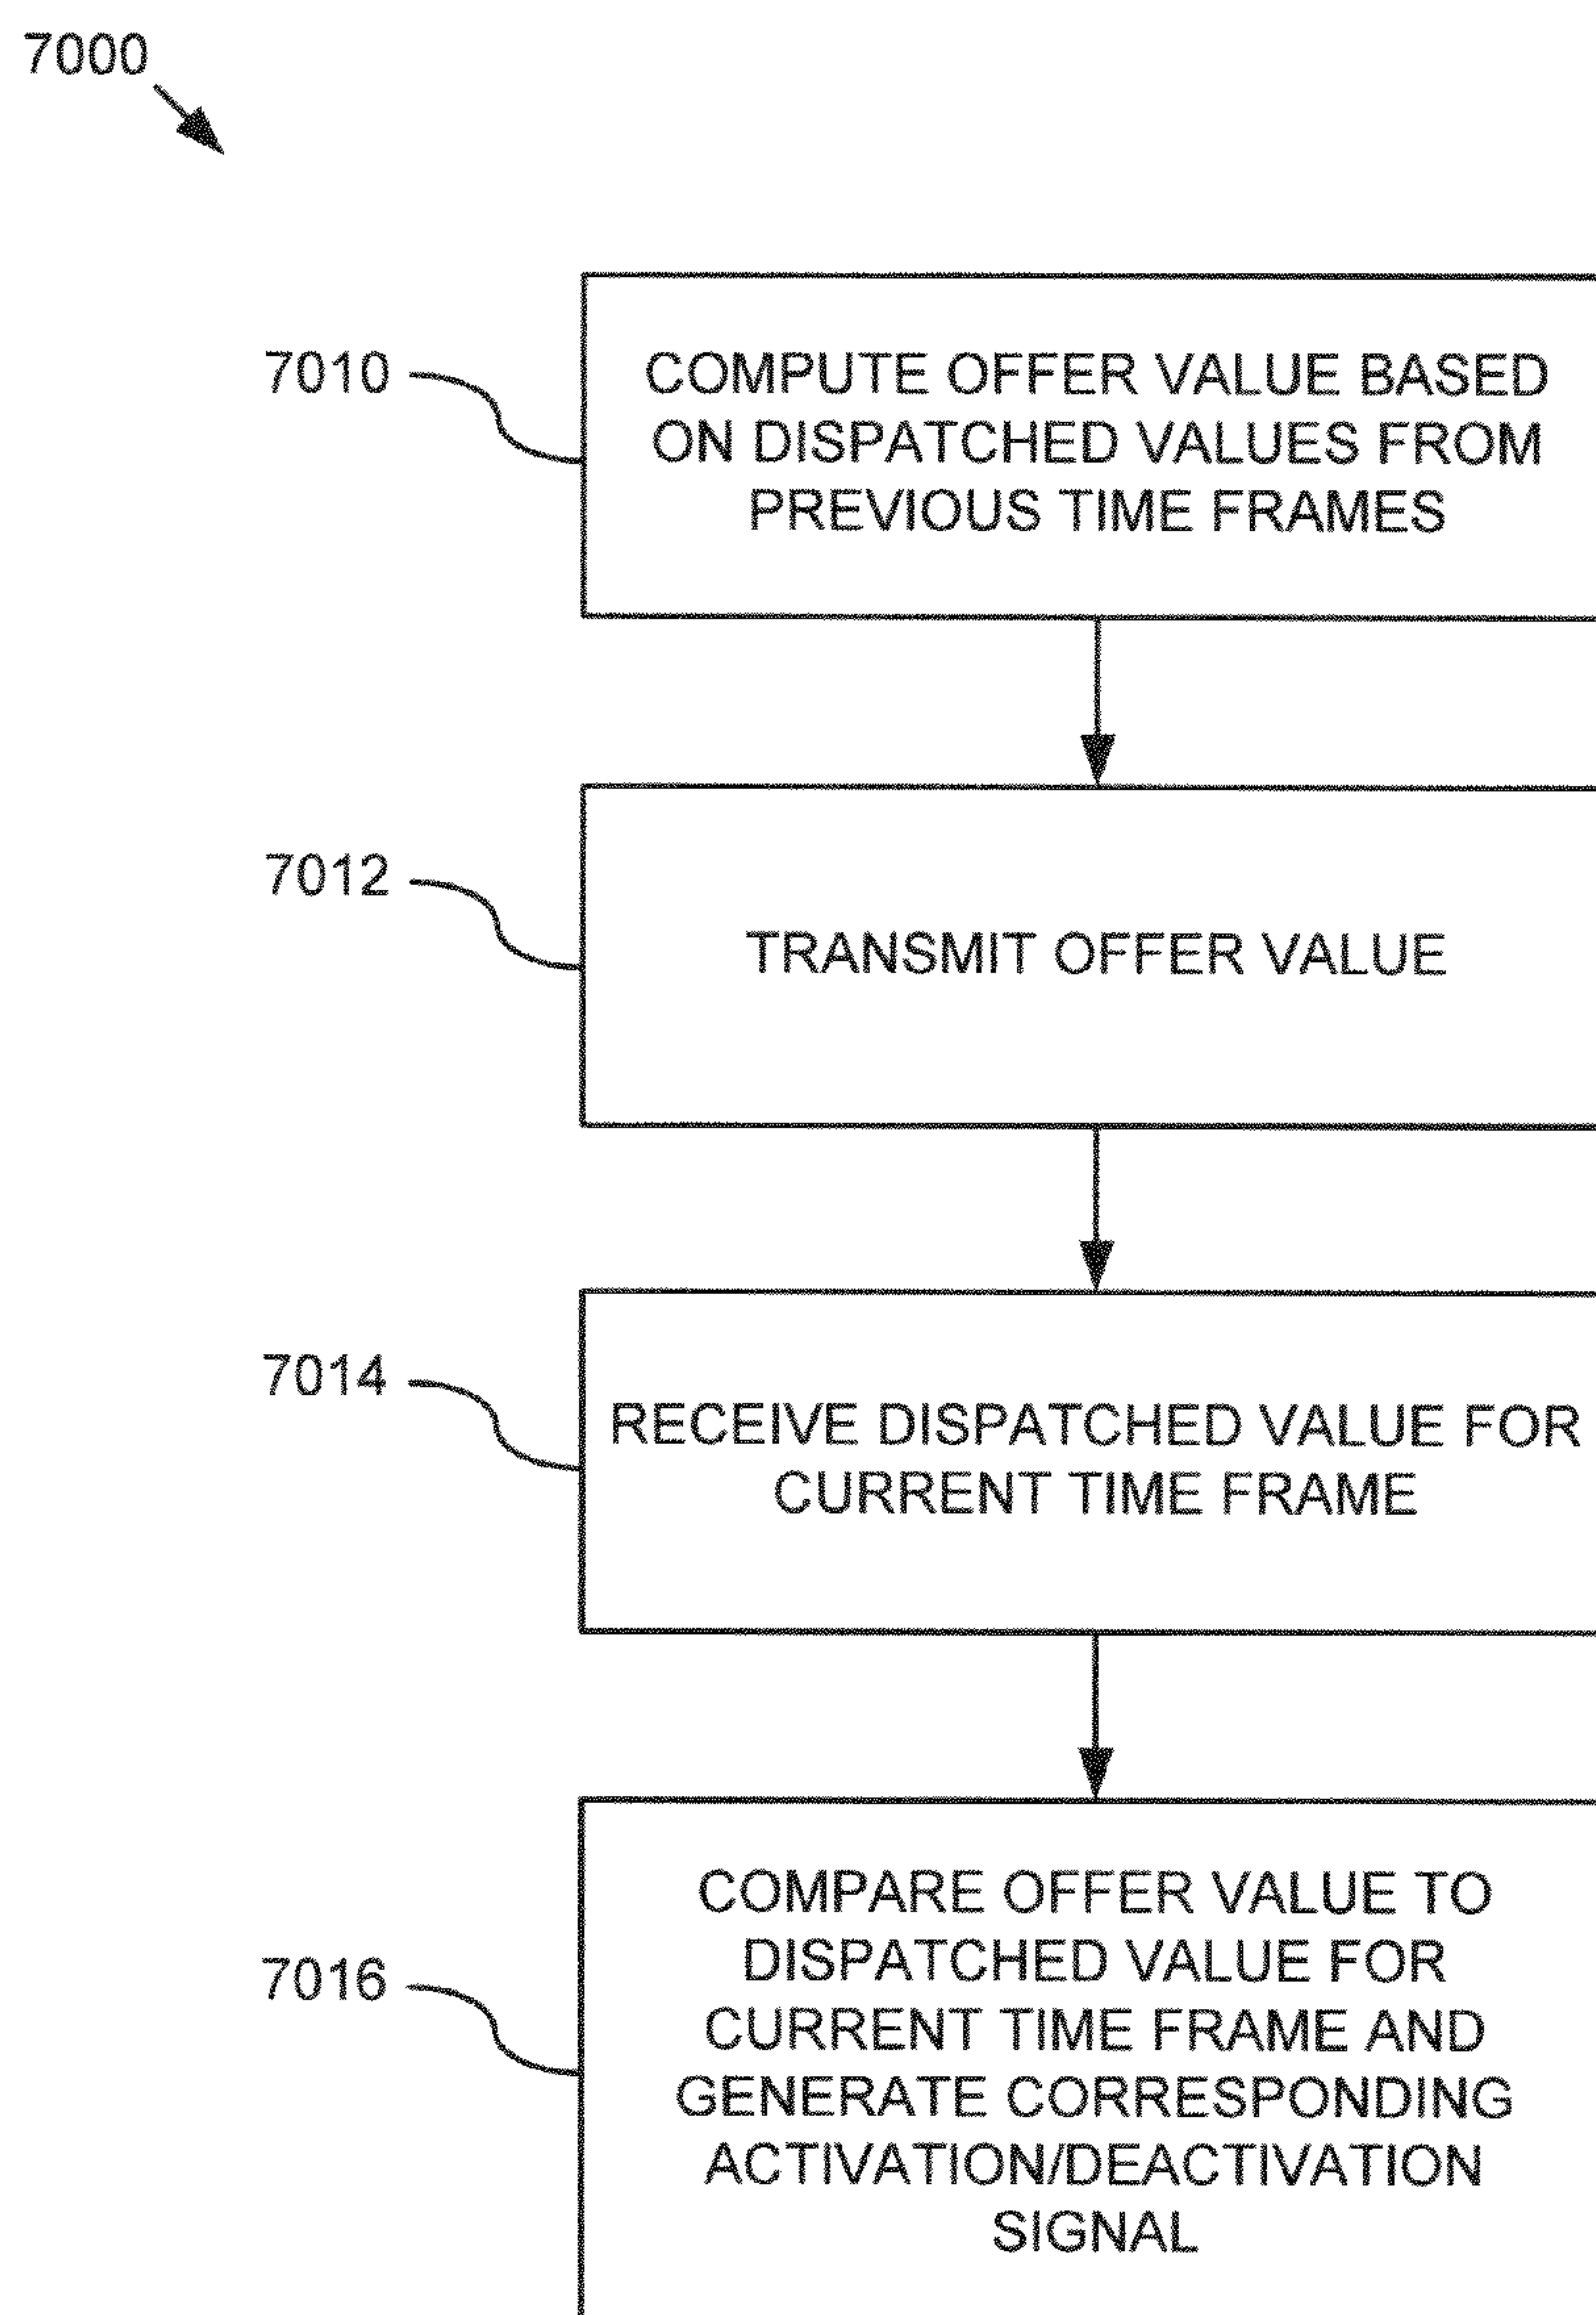 7000
7010
COMPUTE OFFER VALUE BASED
ON DISPATCHED VALUES FROM
PREVIOUS TIME FRAMES
7012
TRANSMIT OFFER VALUE
7014
RECEIVE DISPATCHED VALUE FOR
CURRENT TIME FRAME
7016
COMPARE OFFER VALUE TO
DISPATCHED VALUE FOR
CURRENT TIME FRAME AND
GENERATE CORRESPONDING
ACTIVATION/DEACTIVATION
SIGNAL